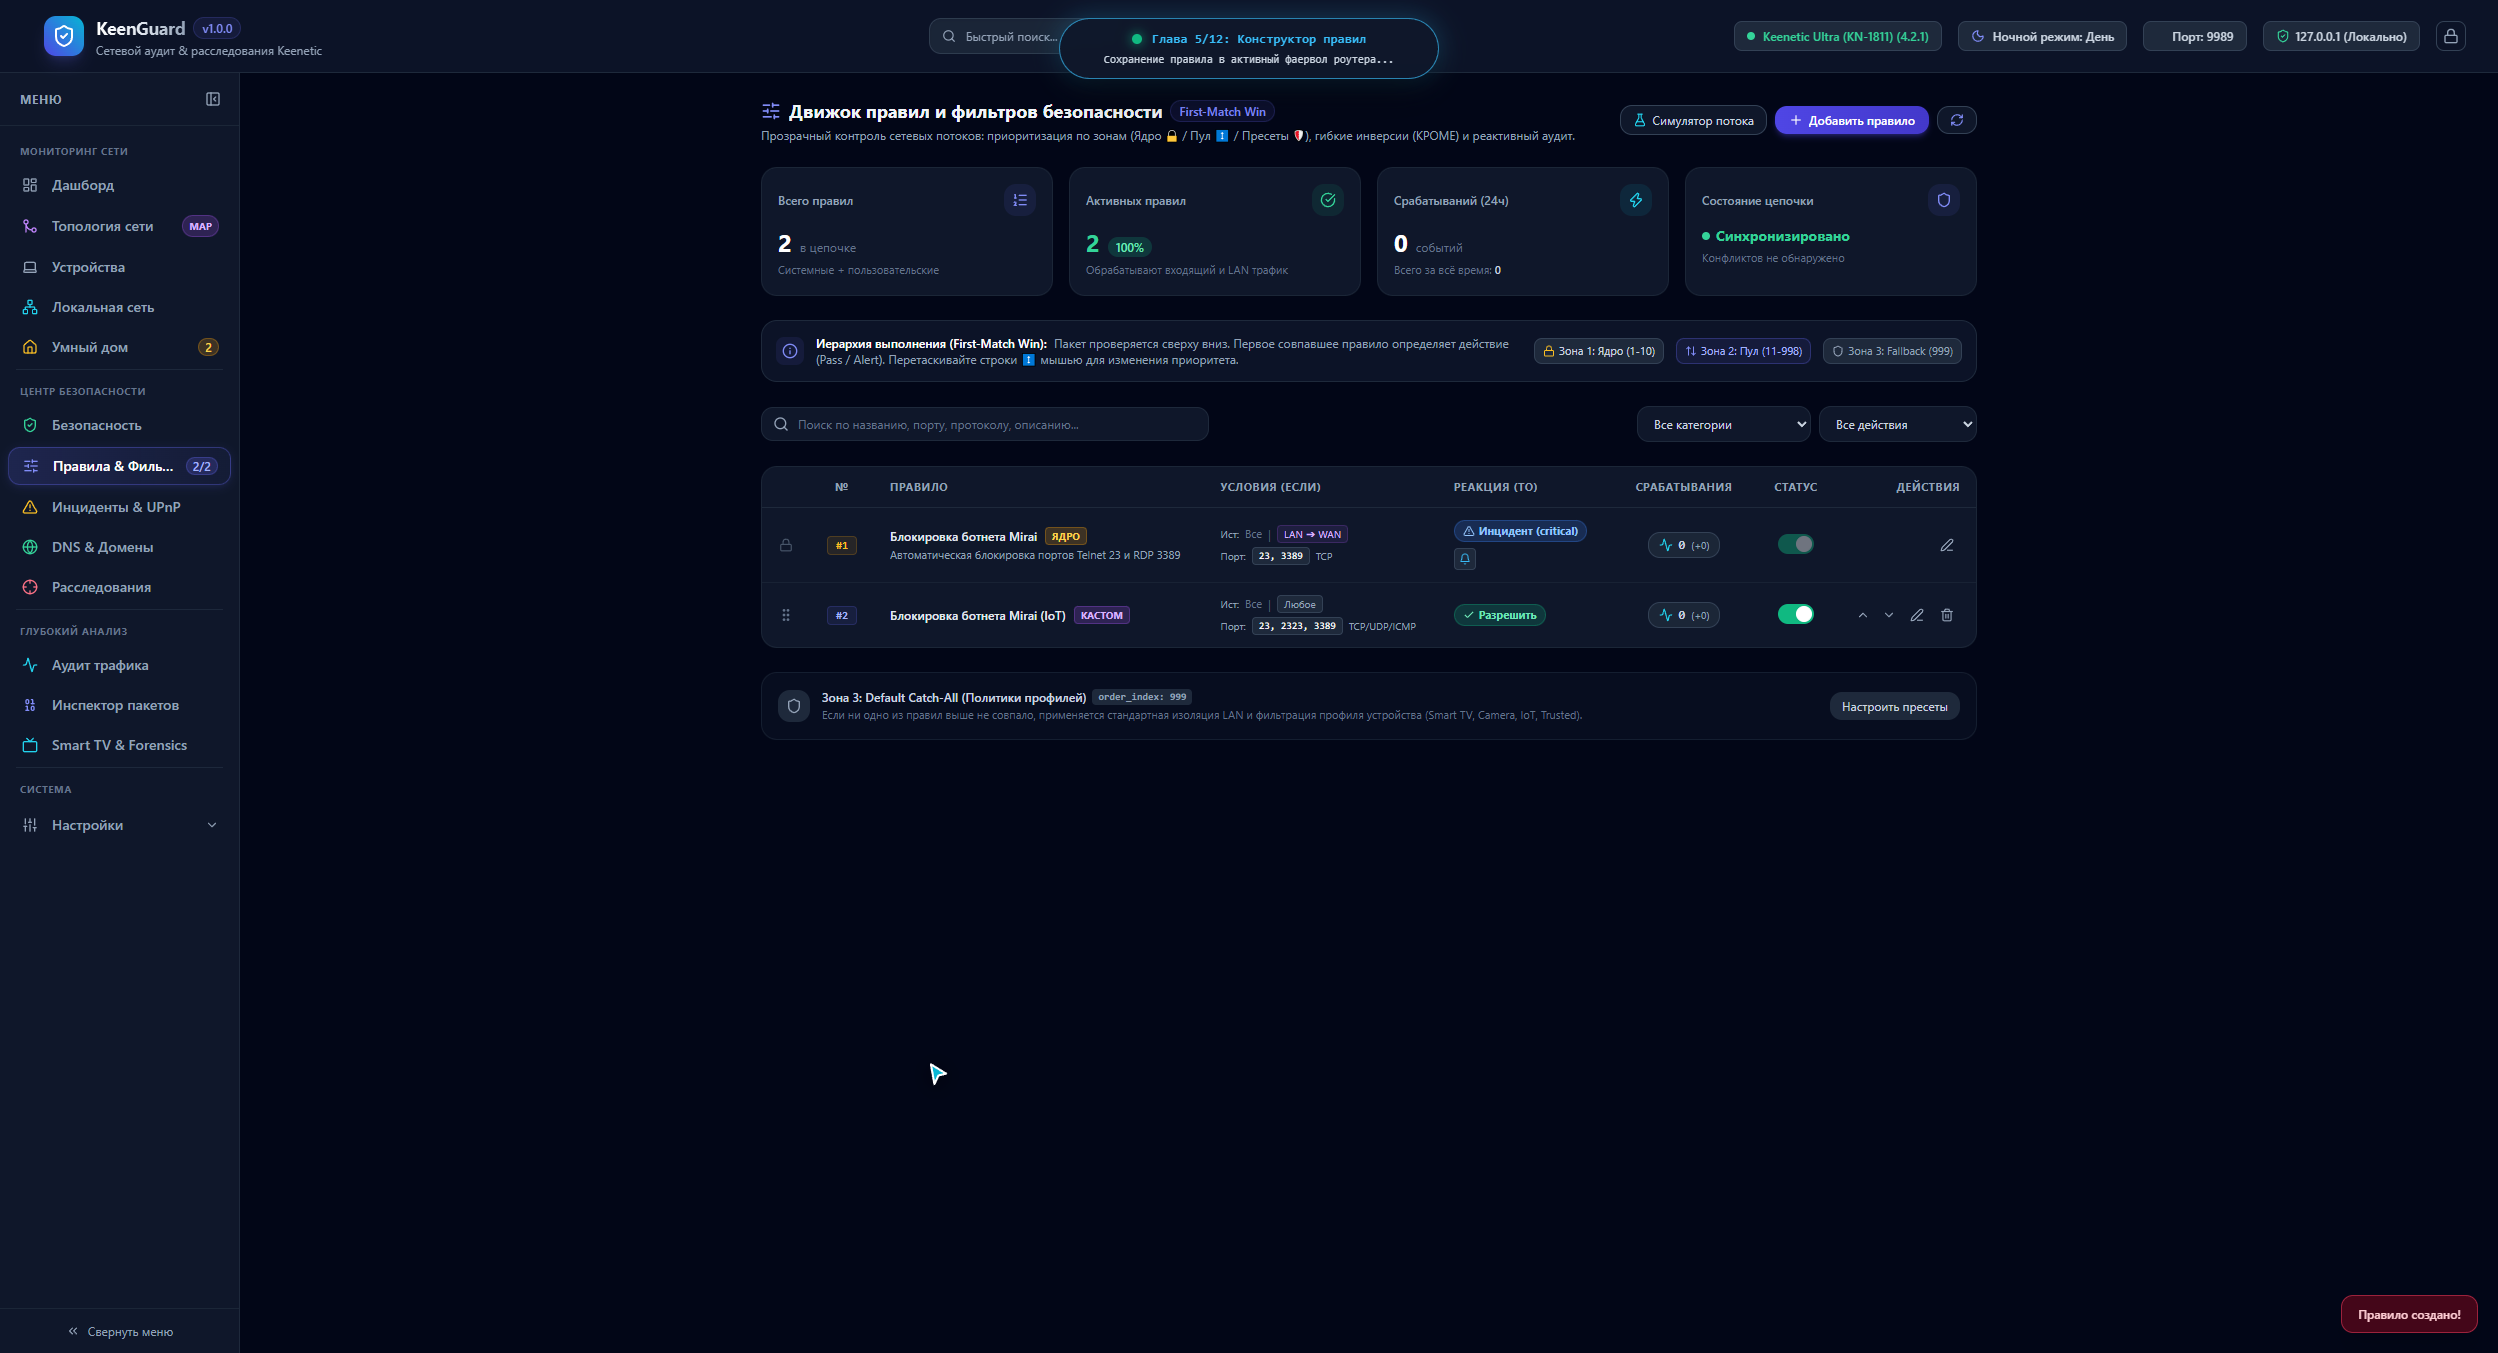 KeenGuard v1.0.0
Сетевой аудит & расследования Keenetic
Быстрый поиск...
Глава 5/12: Конструктор правил
Сохранение правила в активный фаервол роутера...
Keenetic Ultra (KN-1811) (4.2.1)
Ночной режим: День
Порт: 9989
127.0.0.1 (Локально)
МЕНЮ
МОНИТОРИНГ СЕТИ
Дашборд
Топология сети MAP
Устройства
Локальная сеть
Умный дом 2
ЦЕНТР БЕЗОПАСНОСТИ
Безопасность
Правила & Филь... 2/2
Инциденты & UPnP
DNS & Домены
Расследования
ГЛУБОКИЙ АНАЛИЗ
Аудит трафика
Инспектор пакетов
Smart TV & Forensics
СИСТЕМА
Настройки
Свернуть меню
Движок правил и фильтров безопасности First-Match Win
Прозрачный контроль сетевых потоков: приоритизация по зонам (Ядро 🔒 / Пул ↕ / Пресеты 🛡), гибкие инверсии (КРОМЕ) и реактивный аудит.
Симулятор потока
Добавить правило
Всего правил
2 в цепочке
Системные + пользовательские
Активных правил
2 100%
Обрабатывают входящий и LAN трафик
Срабатываний (24ч)
0 событий
Всего за всё время: 0
Состояние цепочки
Синхронизировано
Конфликтов не обнаружено
Иерархия выполнения (First-Match Win): Пакет проверяется сверху вниз. Первое совпавшее правило определяет действие
(Pass / Alert). Перетаскивайте строки ↕ мышью для изменения приоритета.
Зона 1: Ядро (1-10)
Зона 2: Пул (11-998)
Зона 3: Fallback (999)
Поиск по названию, порту, протоколу, описанию...
Все категории
Все действия
№ ПРАВИЛО УСЛОВИЯ (ЕСЛИ) РЕАКЦИЯ (ТО) СРАБАТЫВАНИЯ СТАТУС ДЕЙСТВИЯ
#1
Блокировка ботнета Mirai ЯДРО
Автоматическая блокировка портов Telnet 23 и RDP 3389
Ист: Все | LAN ➔ WAN
Порт: 23, 3389 TCP
Инцидент (critical)
0 (+0)
#2
Блокировка ботнета Mirai (IoT) КАСТОМ
Ист: Все | Любое
Порт: 23, 2323, 3389 TCP/UDP/ICMP
Разрешить
0 (+0)
Зона 3: Default Catch-All (Политики профилей) order_index: 999
Если ни одно из правил выше не совпало, применяется стандартная изоляция LAN и фильтрация профиля устройства (Smart TV, Camera, IoT, Trusted).
Настроить пресеты
Правило создано!